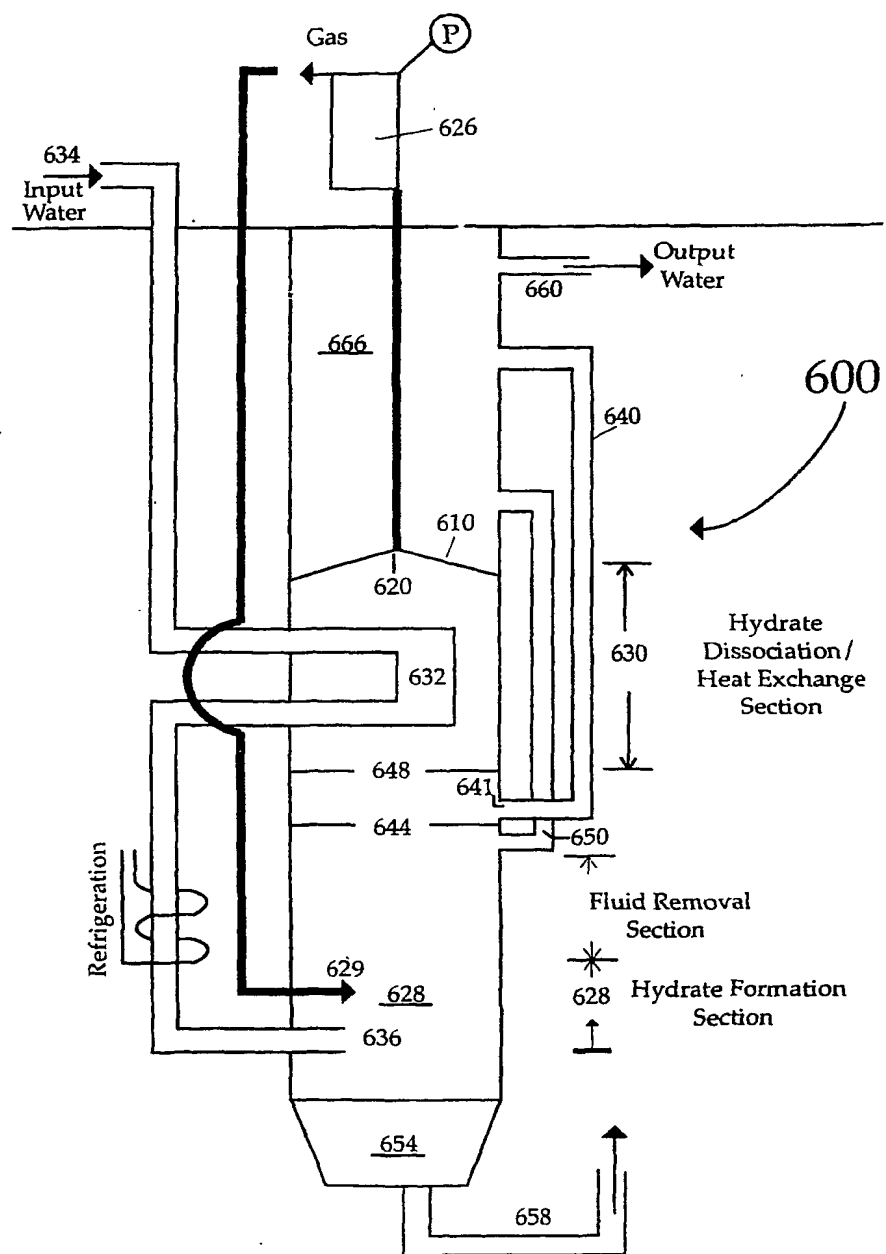 Gas
P
626
634
Input
Water
Output
Water
660
666
600
640
610
620
630
Hydrate
Dissociation/
Heat Exchange
Section
632
648
641
644
650
Refrigeration
Fluid Removal
Section
629
628
628
Hydrate Formation
Section
636
654
658